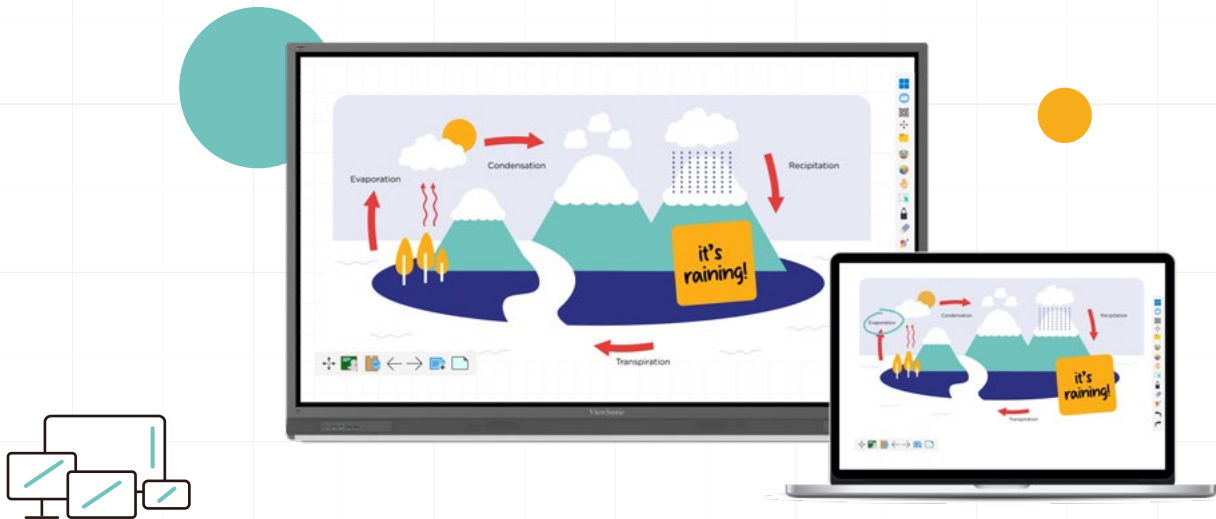 Condensation
Recipitation
Evaporation
it's
raining!
Transpiration
ViewSonic
Condensation
Recipitation
Evaporation
it's
raining!
Transpiration